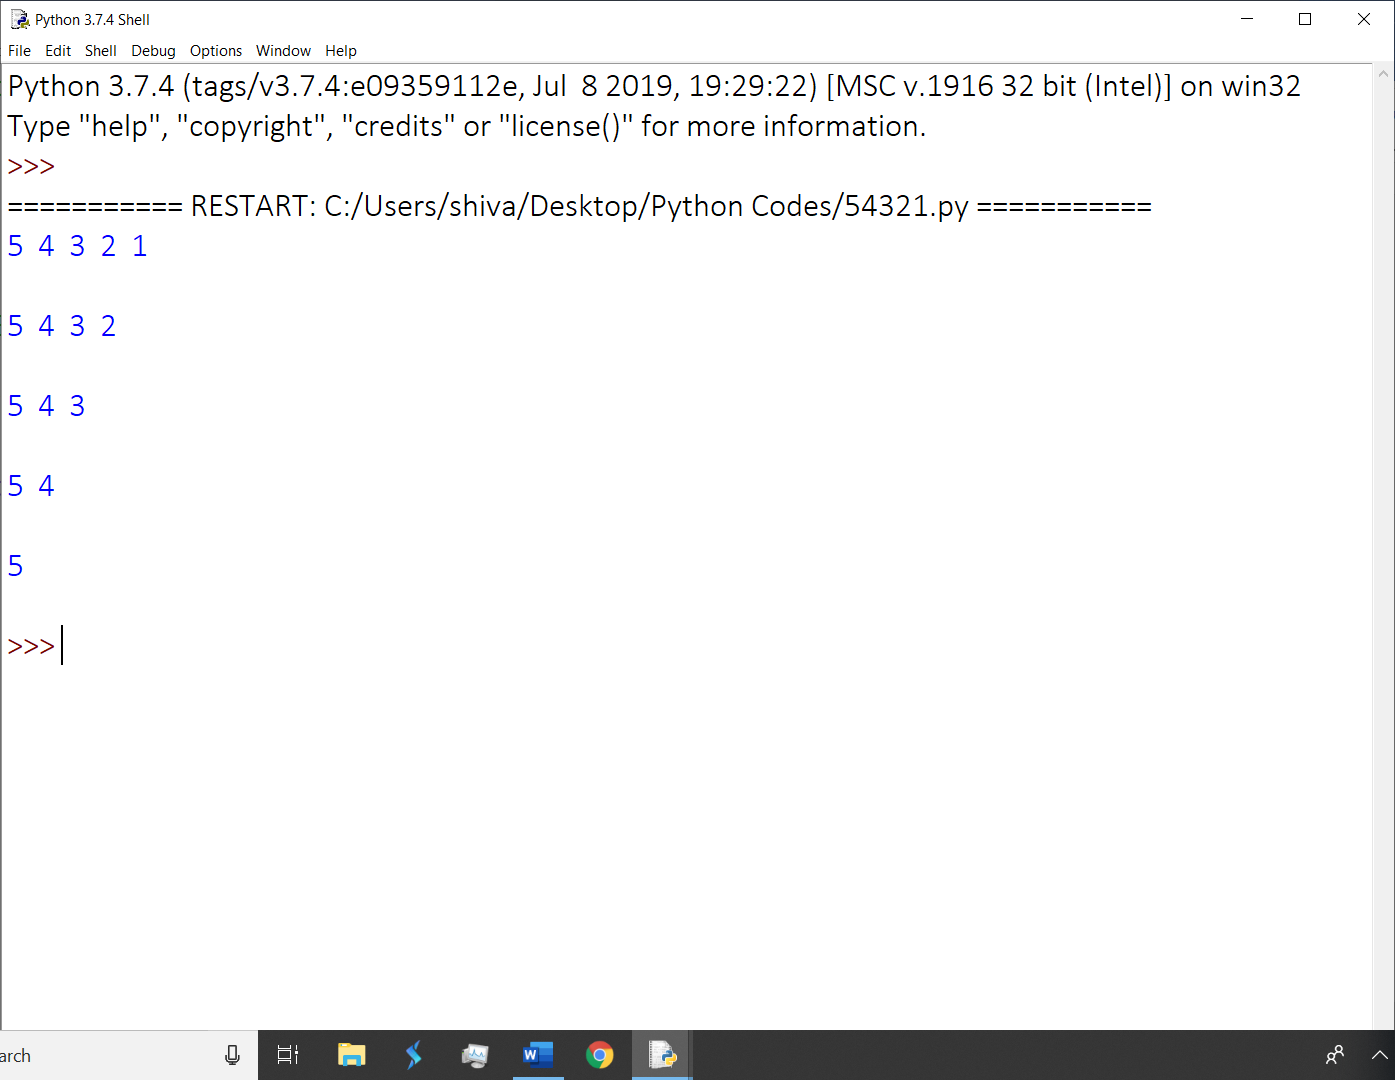 Python 3.7.4 Shell
File Edit Shell Debug Options Window Help
Python 3.7.4 (tags/v3.7.4:e09359112e, Jul  8 2019, 19:29:22) [MSC v.1916 32 bit (Intel)] on win32
Type "help", "copyright", "credits" or "license()" for more information.
>>>
=========== RESTART: C:/Users/shiva/Desktop/Python Codes/54321.py ===========
5 4 3 2 1
5 4 3 2
5 4 3
5 4
5
>>>
arch
W